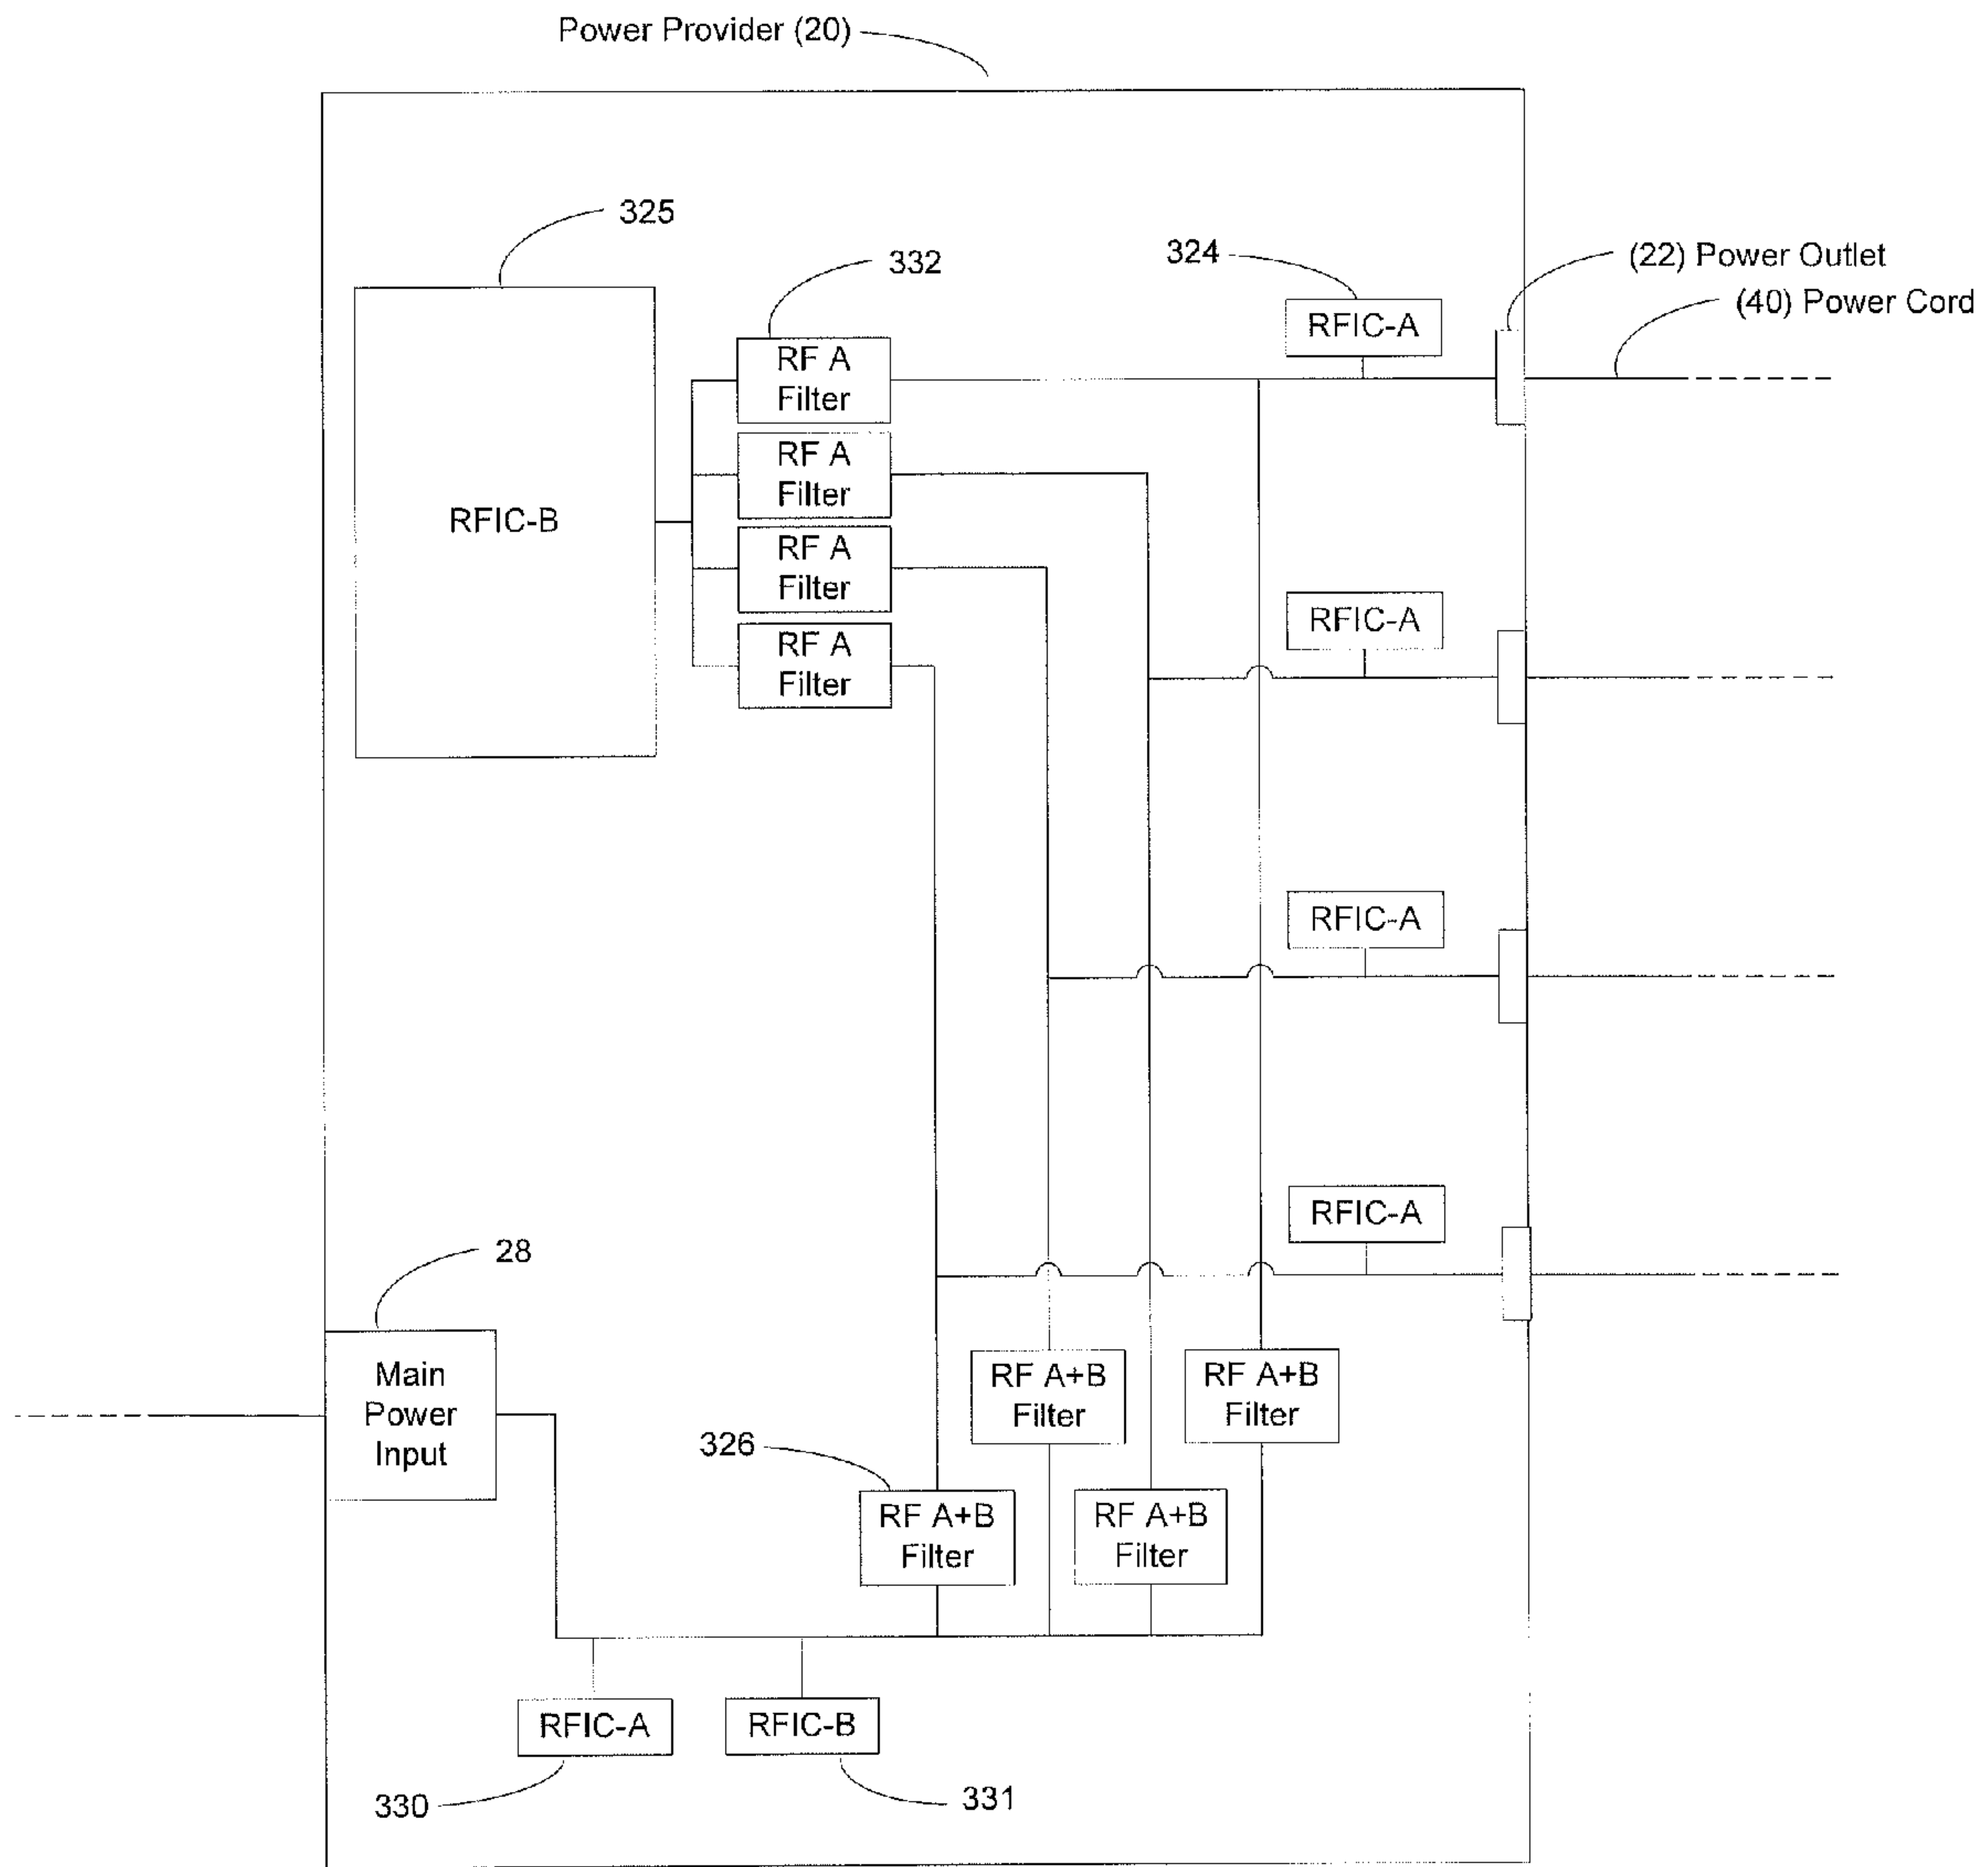 Power Provider (20)
325
332
324
(22) Power Outlet
(40) Power Cord
RFIC-A
RF A
Filter
RF A
Filter
RFIC-B
RF A
Filter
RFIC-A
RF A
Filter
RFIC-A
RFIC-A
28
Main
Power
Input
RF A+B
Filter
RF A+B
Filter
326
RF A+B
Filter
RF A+B
Filter
RFIC-A
RFIC-B
330
331